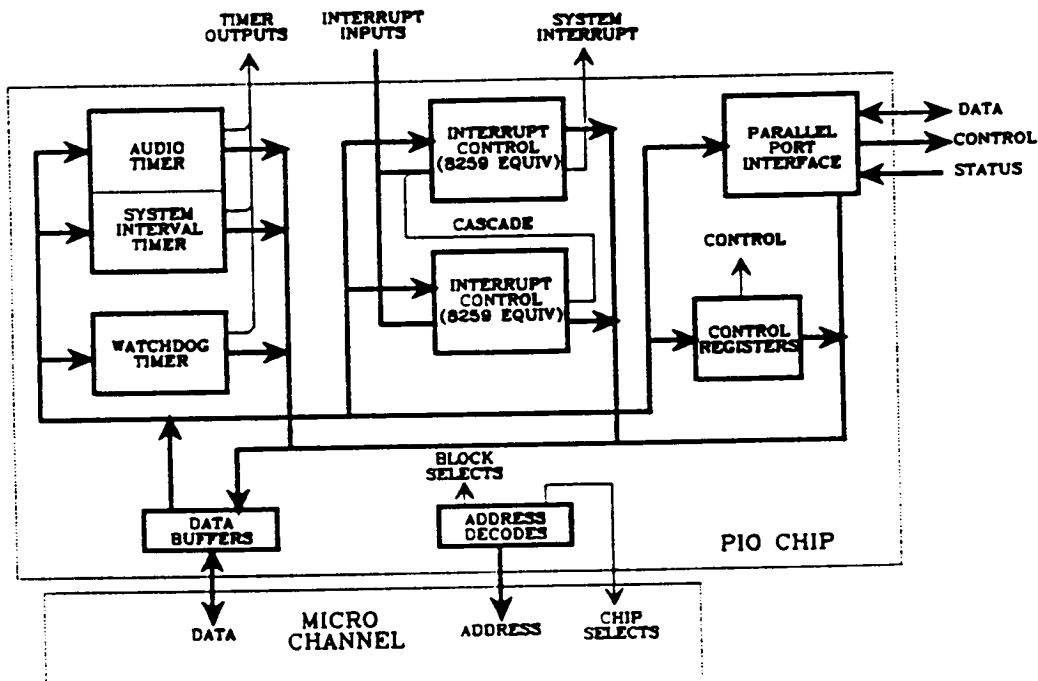 TIMER
OUTPUTS
INTERRUPT
INPUTS
SYSTEM
INTERRUPT
AUDIO
TIMER
SYSTEM
INTERVAL
TIMER
WATCHDOG
TIMER
INTERRUPT
CONTROL
(8259 EQUIV)
CASCADE
INTERRUPT
CONTROL
(8259 EQUIV)
PARALLEL
PORT
INTERFACE
DATA
CONTROL
STATUS
CONTROL
CONTROL
REGISTERS
BLOCK
SELECTS
DATA
BUFFERS
ADDRESS
DECODES
PIO CHIP
DATA
MICRO
CHANNEL
ADDRESS
CHIP
SELECTS